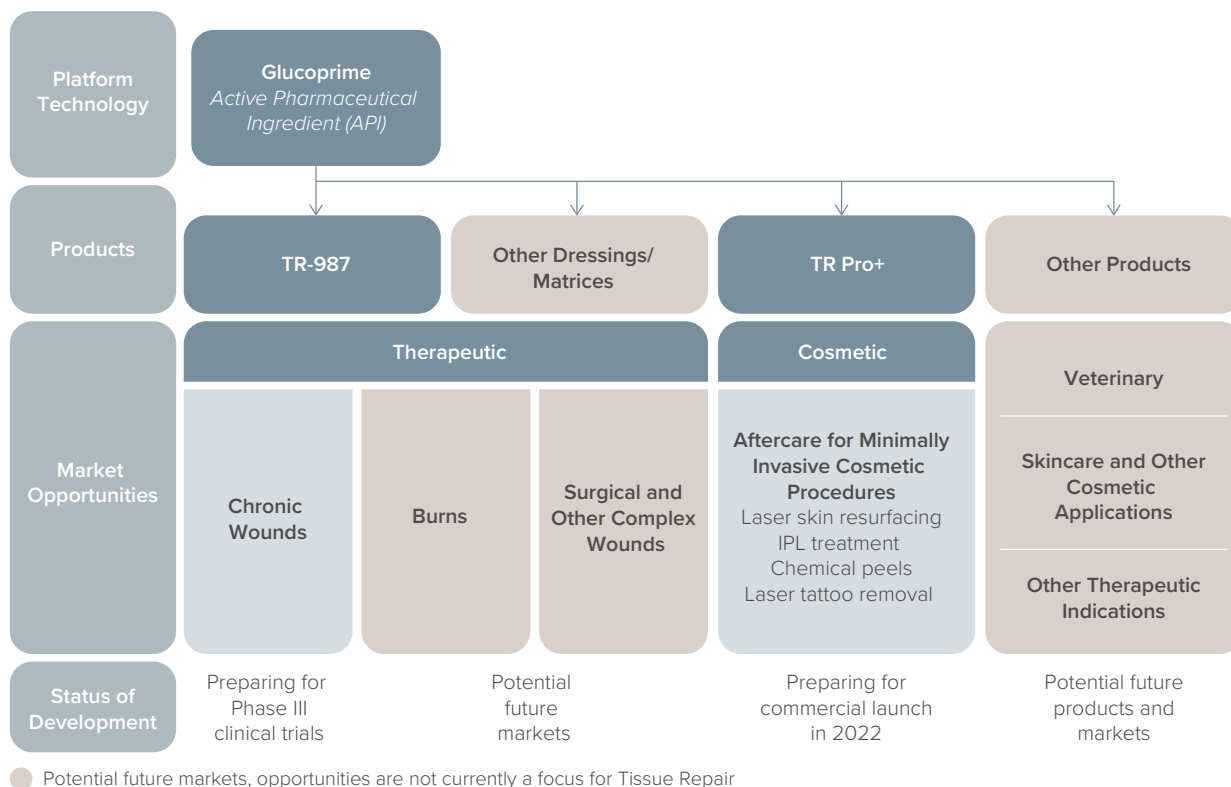 Platform
Technology
Glucoprime
Active Pharmaceutical
Ingredient (API)
Products
TR-987
Other Dressings/
Matrices
TR Pro+
Other Products
Market
Opportunities
Therapeutic
Cosmetic
Chronic
Wounds
Burns
Surgical and
Other Complex
Wounds
Aftercare for Minimally
Invasive Cosmetic
Procedures
Laser skin resurfacing
IPL treatment
Chemical peels
Laser tattoo removal
Veterinary
Skincare and Other
Cosmetic
Applications
Other Therapeutic
Indications
Status of
Development
Preparing for
Phase III
clinical trials
Potential
future
markets
Preparing for
commercial launch
in 2022
Potential future
products and
markets
Potential future markets, opportunities are not currently a focus for Tissue Repair